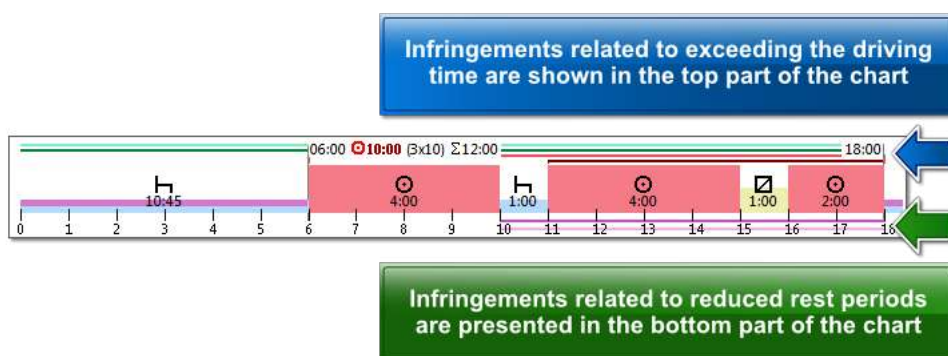 Infringements related to exceeding the driving
time are shown in the top part of the chart
06:00 10:00 (3x10) Σ12:00 18:00
10:45 4:00 1:00 4:00 1:00 2:00
0 1 2 3 4 5 6 7 8 9 10 11 12 13 14 15 16 17 18
Infringements related to reduced rest periods
are presented in the bottom part of the chart